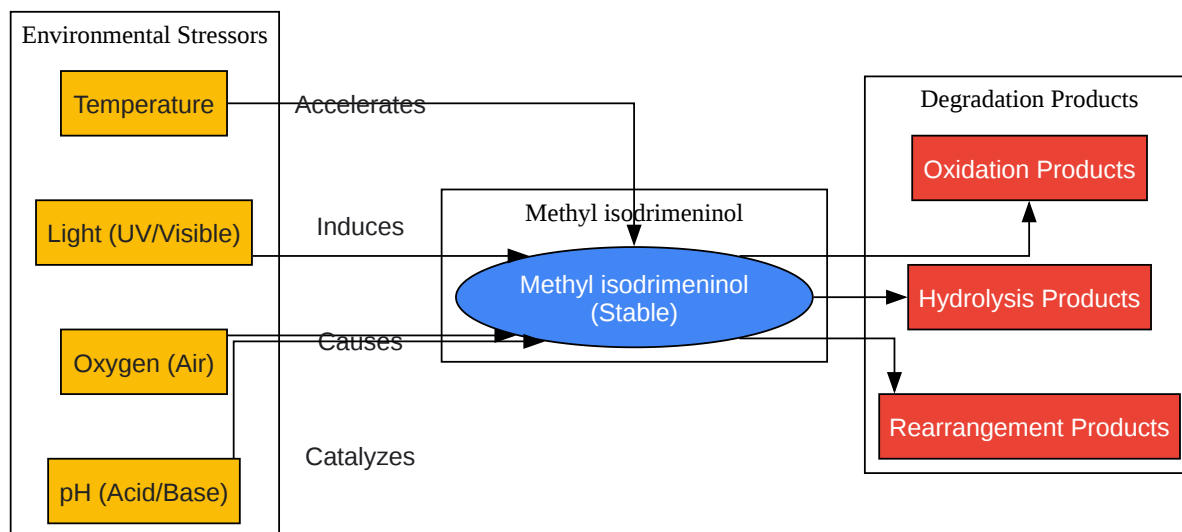 Environmental Stressors
Temperature
Accelerates
Light (UV/Visible)
Induces
Oxygen (Air)
Causes
pH (Acid/Base)
Catalyzes
Methyl isodrimeninol
Methyl isodrimeninol
(Stable)
Degradation Products
Oxidation Products
Hydrolysis Products
Rearrangement Products